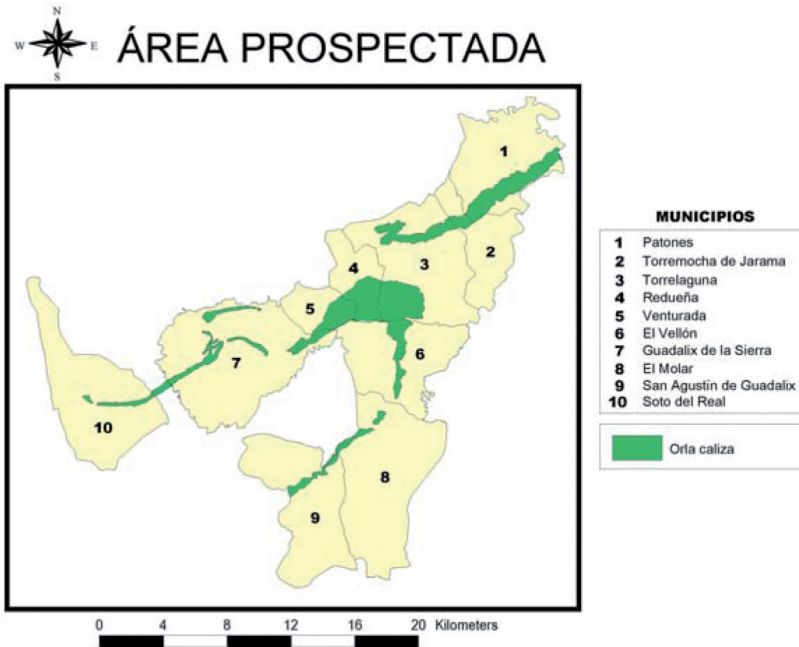 N
W E
S
ÁREA PROSPECTADA
1
2
3
4
5
6
7
8
9
10
MUNICIPIOS
1 Patones
2 Torremocha de Jarama
3 Torrelaguna
4 Redueña
5 Venturada
6 El Vellón
7 Guadalix de la Sierra
8 El Molar
9 San Agustín de Guadalix
10 Soto del Real
Orla caliza
0 4 8 12 16 20 Kilometers